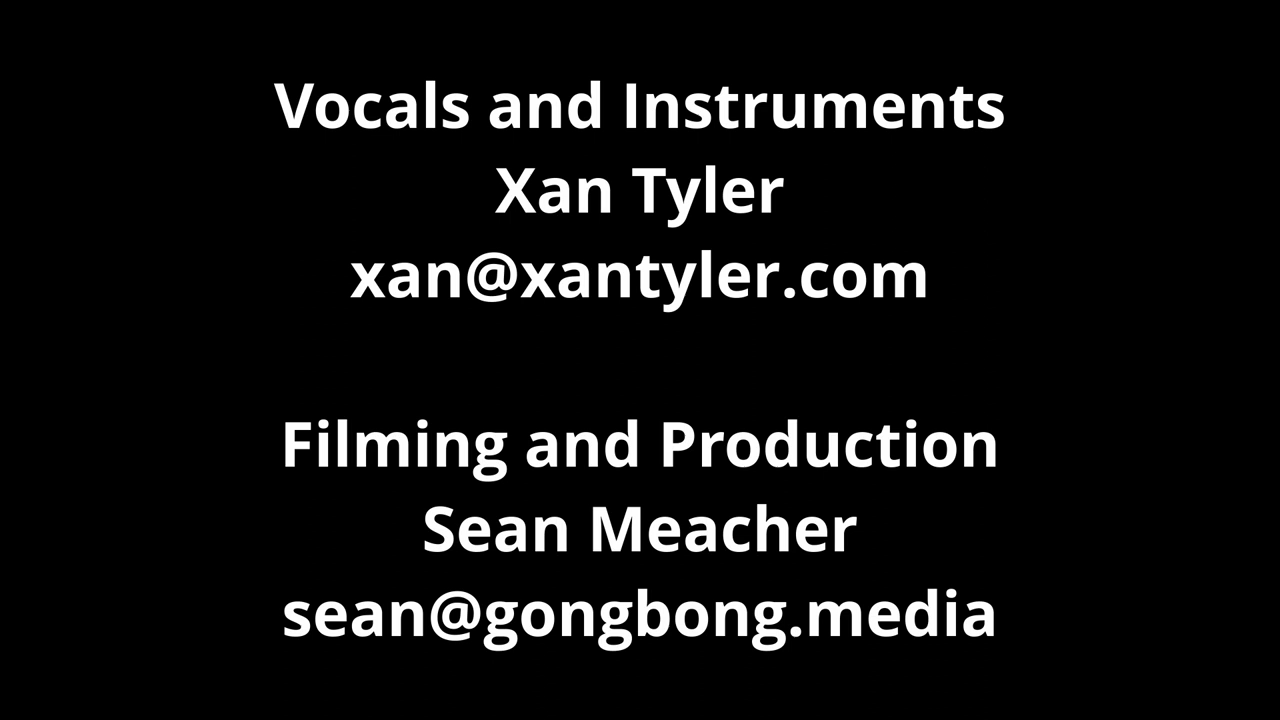 Vocals and Instruments
Xan Tyler
xan@xantyler.com
Filming and Production
Sean Meacher
sean@gongbong.media